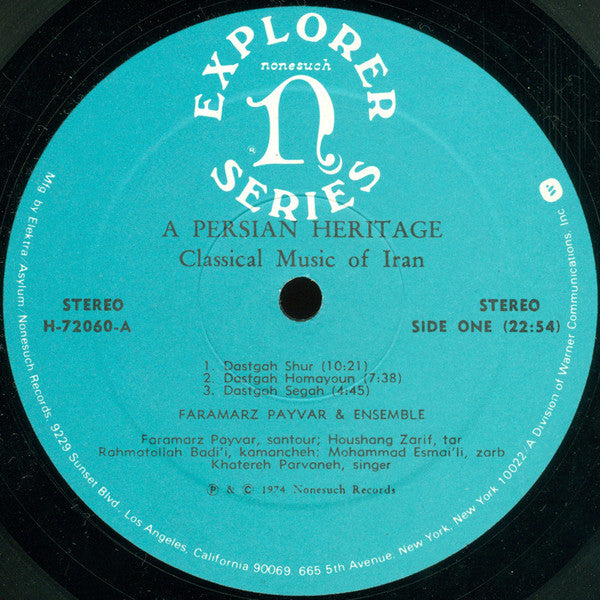 EXPLORER
nonesuch
n
®
SERIES
A PERSIAN HERITAGE
Classical Music of Iran
STEREO
H-72060-A
STEREO
SIDE ONE (22:54)
1. Dastgah Shur (10:21)
2. Dastgah Homayoun (7:38)
3. Dastgah Segah (4:45)
FARAMARZ PAYVAR & ENSEMBLE
Faramarz Payvar, santour; Houshang Zarif, tar
Rahmatollah Badi'i, kamancheh; Mohammad Esmai'li, zarb
Khatereh Parvaneh, singer
℗ & © 1974 Nonesuch Records
Mfg by Elektra/Asylum/Nonesuch Records, 9229 Sunset Blvd., Los Angeles, California 90069. 665 5th Avenue, New York, New York 10022/A Division of Warner Communications, Inc.